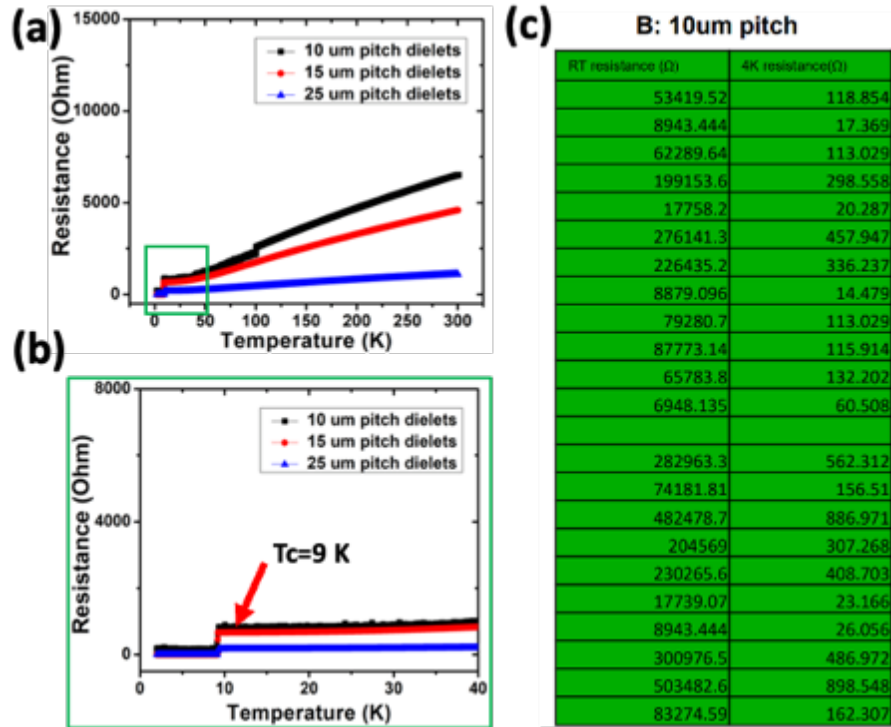 (a)
15000
10000
5000
0
Resistance (Ohm)
10 um pitch dielets
15 um pitch dielets
25 um pitch dielets
0 50 100 150 200 250 300
Temperature (K)
(b)
8000
4000
0
Resistance (Ohm)
10 um pitch dielets
15 um pitch dielets
25 um pitch dielets
Tc=9 K
0 10 20 30 40
Temperature (K)
(c)
B: 10um pitch
RT resistance (Ω) 4K resistance(Ω)
53419.52 118.854
8943.444 17.369
62289.64 113.029
199153.6 298.558
17758.2 20.287
276141.3 457.947
226435.2 336.237
8879.096 14.479
79280.7 113.029
87773.14 115.914
65783.8 132.202
6948.135 60.508
282963.3 562.312
74181.81 156.51
482478.7 886.971
204569 307.268
230265.6 408.703
17739.07 23.166
8943.444 26.056
300976.5 486.972
503482.6 898.548
83274.59 162.307